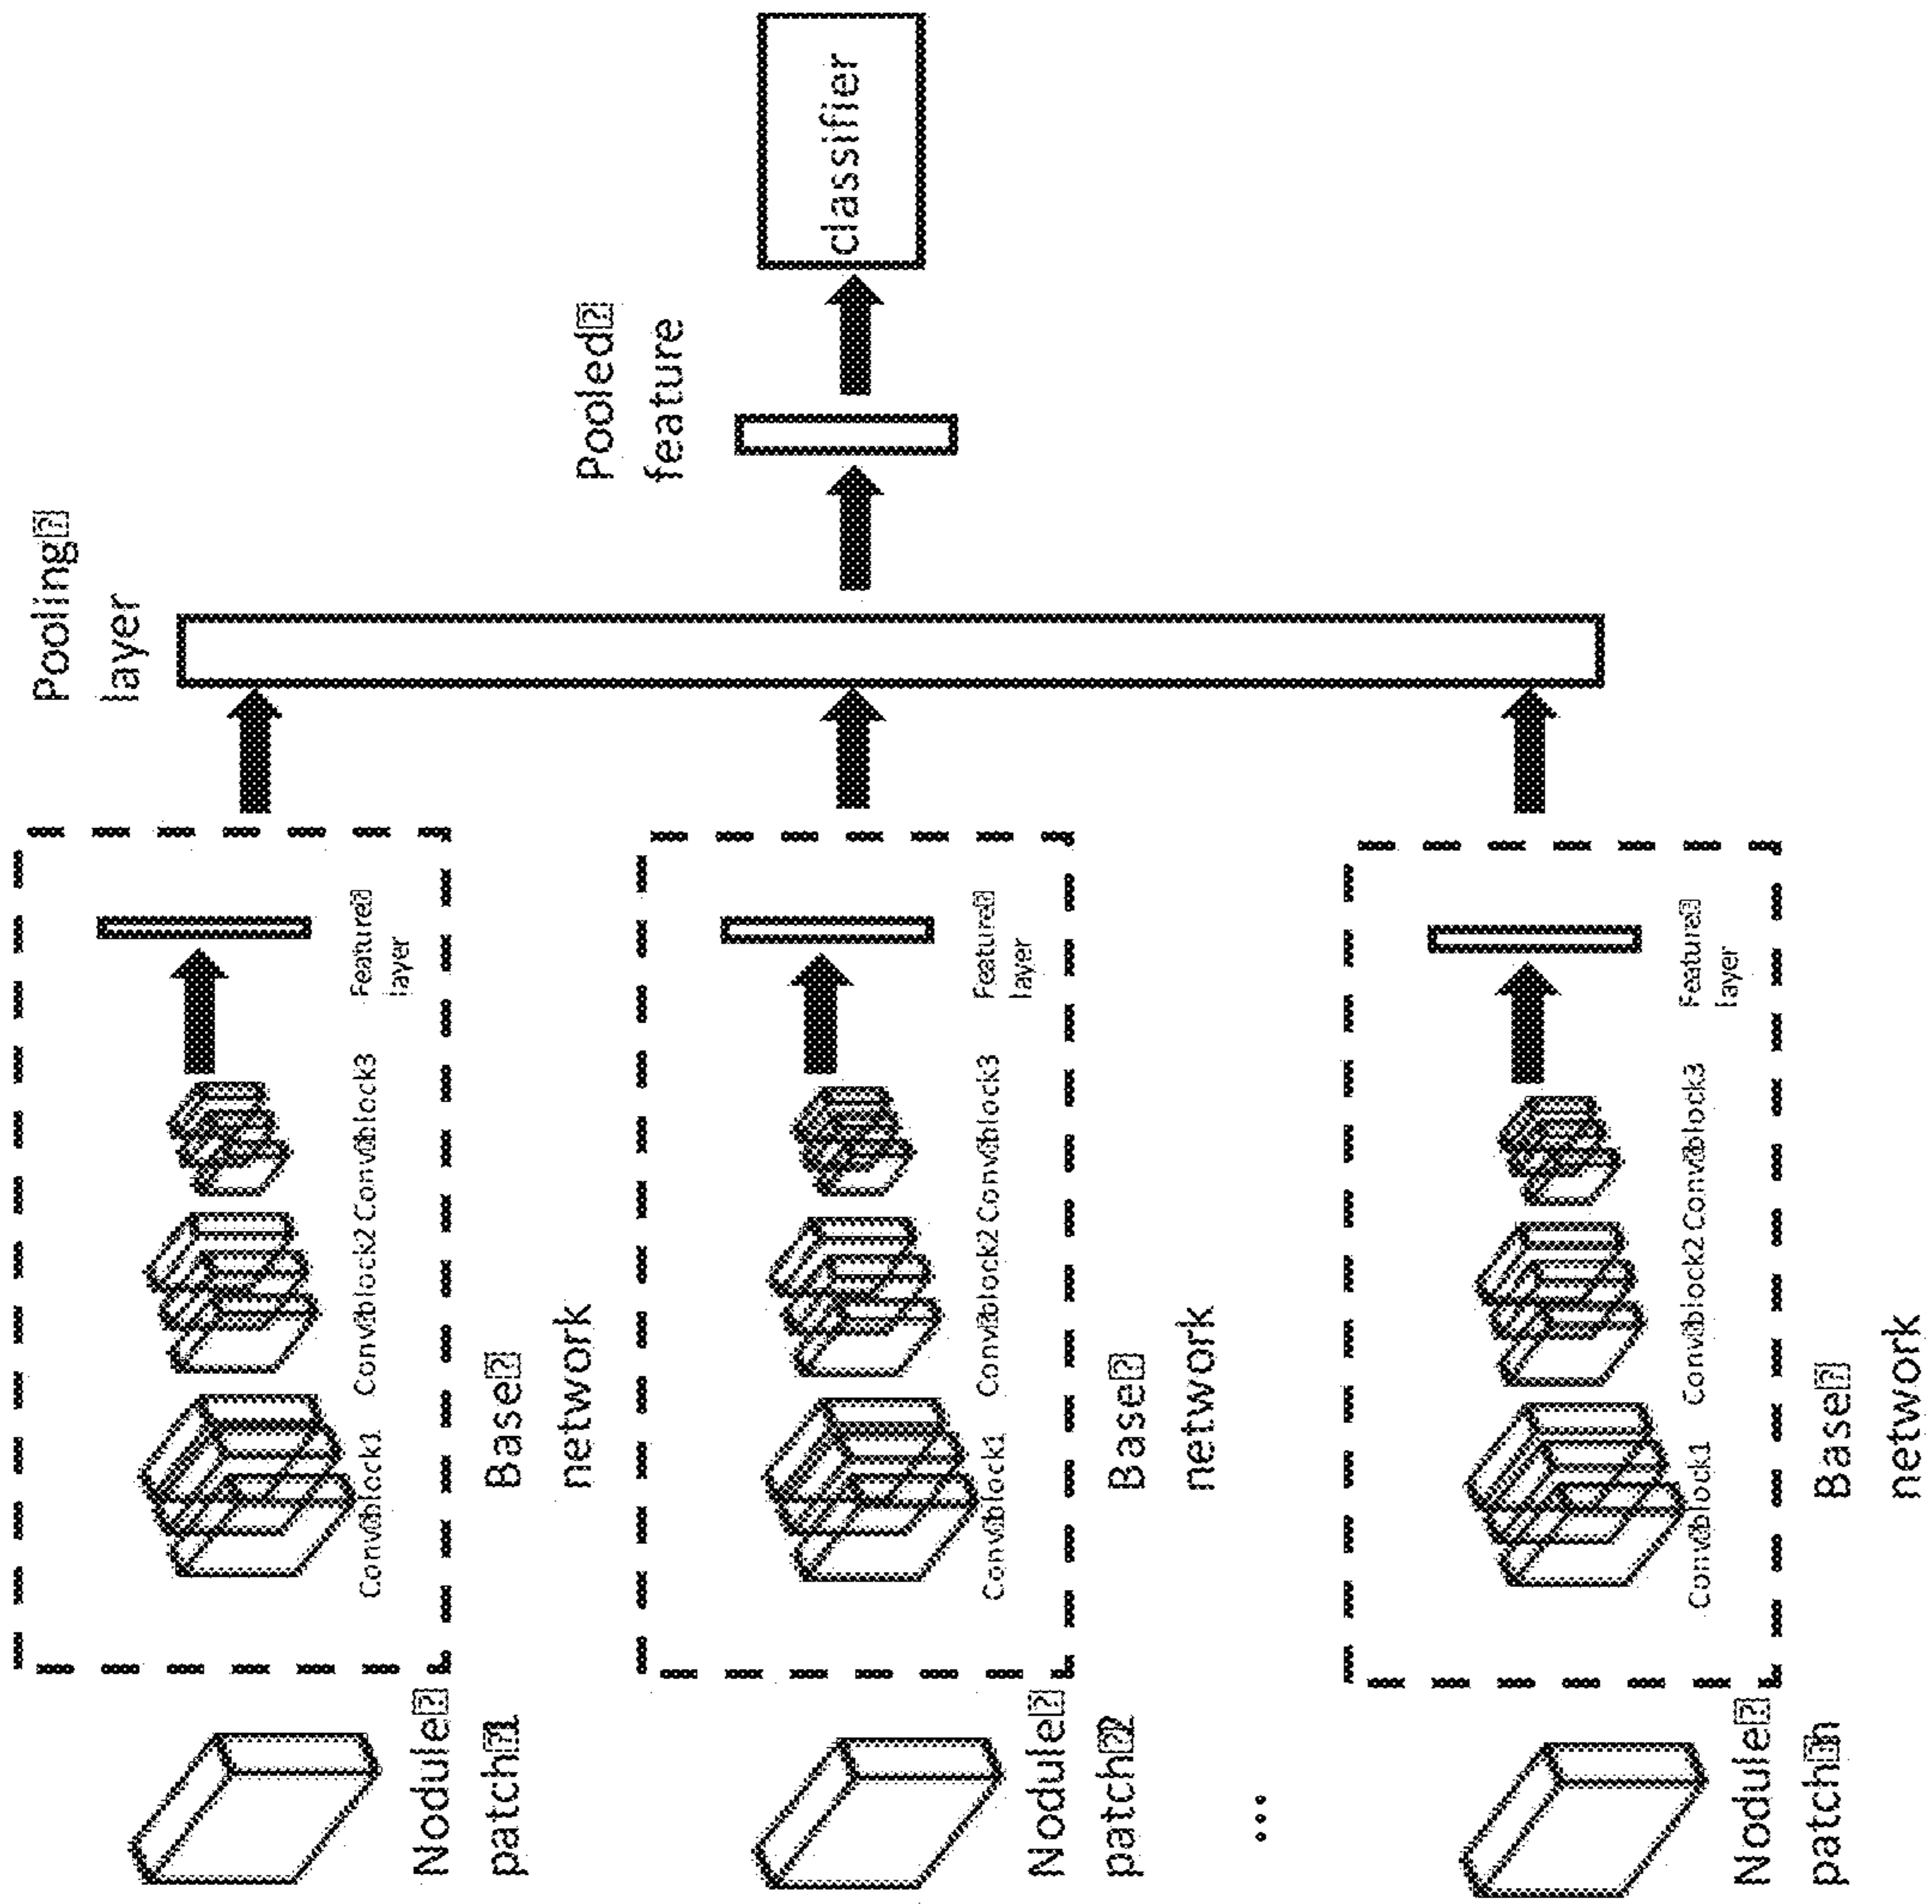 Nodule
patch 1
Conv block1
Conv block2
Conv block3
Feature
layer
Base
network
Nodule
patch 2
Conv block1
Conv block2
Conv block3
Feature
layer
Base
network
...
Nodule
patch n
Conv block1
Conv block2
Conv block3
Feature
layer
Base
network
Pooling
layer
Pooled
feature
classifier